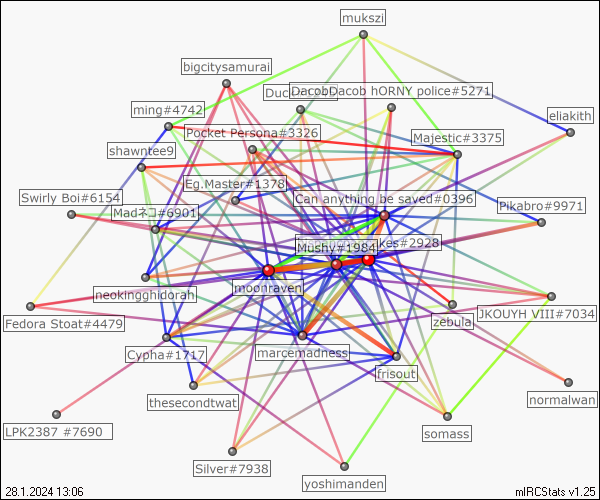 mukszi
bigcitysamurai
Duc
DacobDacob hORNY police#5271
ming#4742
eliakith
Pocket Persona#3326
Majestic#3375
shawntee9
Eg.Master#1378
Swirly Boi#6154
Can anything be saved#0396
Pikabro#9971
Madネコ#6901
Mushy#1984
kes#2928
moonraven
neokingghidorah
JKOUYH VIII#7034
Fedora Stoat#4479
zebula
Cypha#1717
marcemadness
frisout
thesecondtwat
normalwan
LPK2387 #7690
somass
Silver#7938
yoshimanden
28.1.2024 13:06
mIRCStats v1.25